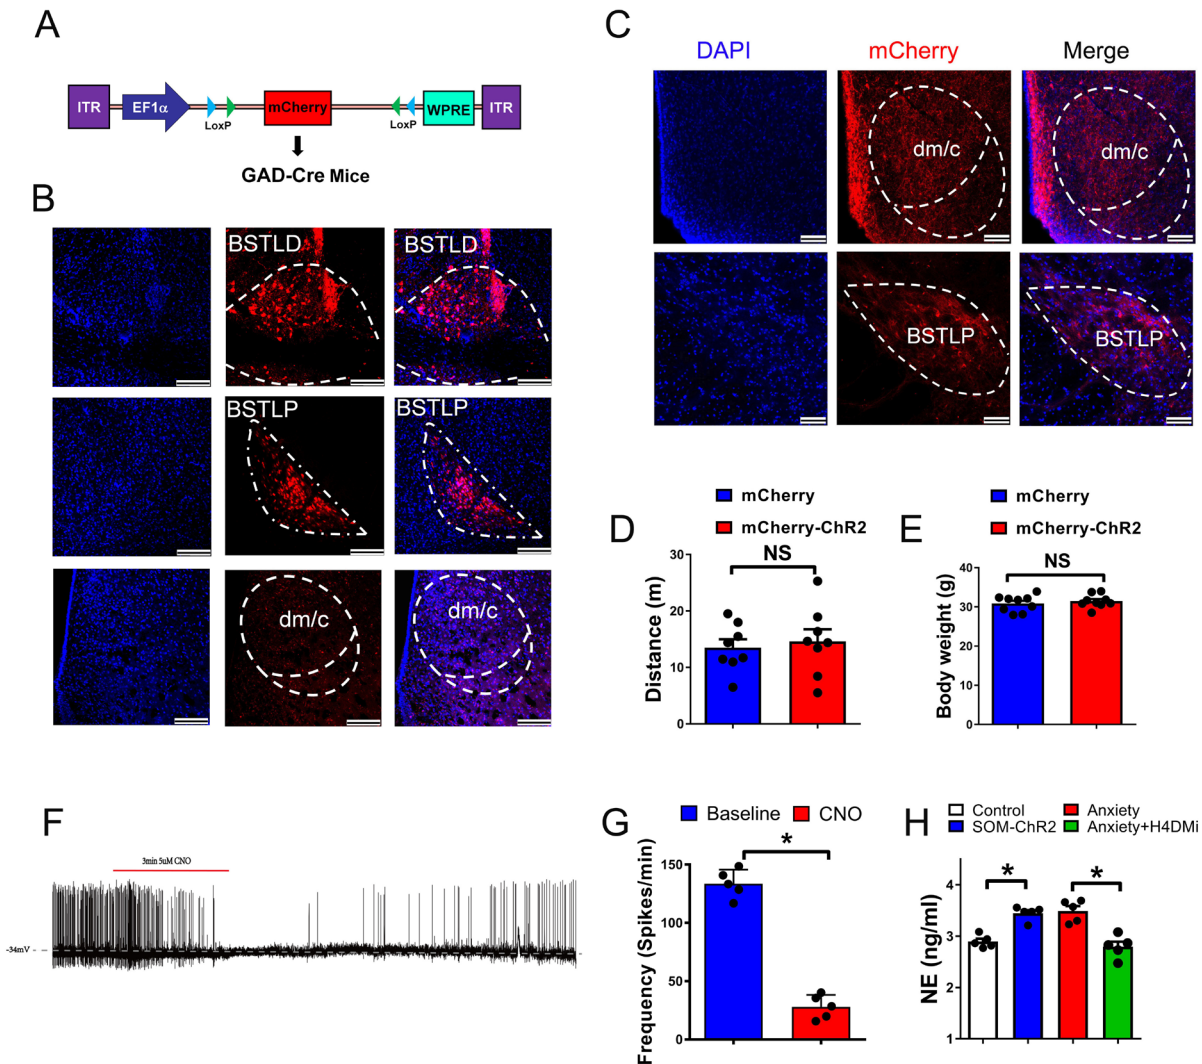 A
ITR
EF1α
LoxP
mCherry
LoxP
WPRE
ITR
GAD-Cre Mice
B
BSTLD
BSTLD
BSTLP
BSTLP
dm/c
dm/c
C
DAPI
mCherry
Merge
dm/c
dm/c
BSTLP
BSTLP
D
mCherry
mCherry-ChR2
NS
Distance (m)
30
20
10
0
E
mCherry
mCherry-ChR2
NS
Body weight (g)
40
30
20
10
0
F
3min 5uM CNO
-34mV
G
Baseline
CNO
*
Frequency (Spikes/min)
150
100
50
0
H
Control
Anxiety
SOM-ChR2
Anxiety+H4DMi
*
*
NE (ng/ml)
4
3
2
1